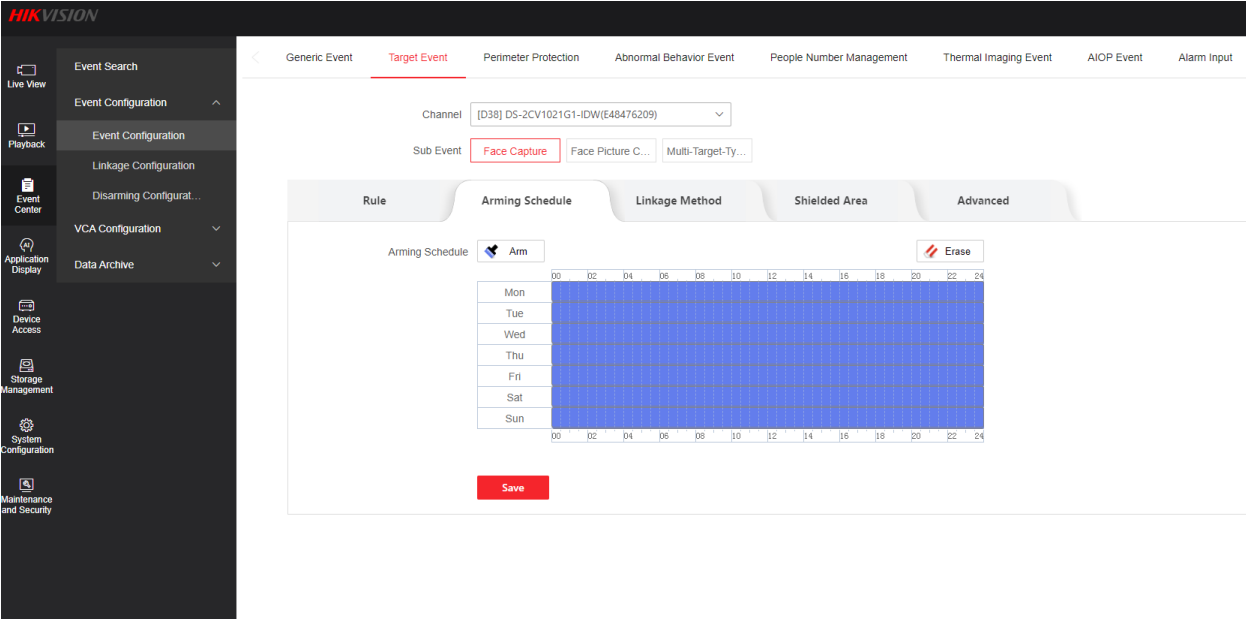 HIKVISION
Generic Event Target Event Perimeter Protection Abnormal Behavior Event People Number Management Thermal Imaging Event AIOP Event Alarm Input
Live View
Playback
Event
Center
Application
Display
Device
Access
Storage
Management
System
Configuration
Maintenance
and Security
Event Search
Event Configuration
Event Configuration
Linkage Configuration
Disarming Configurat...
VCA Configuration
Data Archive
Channel [D38] DS-2CV1021G1-IDW(E48476209)
Sub Event Face Capture Face Picture C... Multi-Target-Ty...
Rule Arming Schedule Linkage Method Shielded Area Advanced
Arming Schedule Arm Erase
00 02 04 06 08 10 12 14 16 18 20 22 24
Mon
Tue
Wed
Thu
Fri
Sat
Sun
00 02 04 06 08 10 12 14 16 18 20 22 24
Save